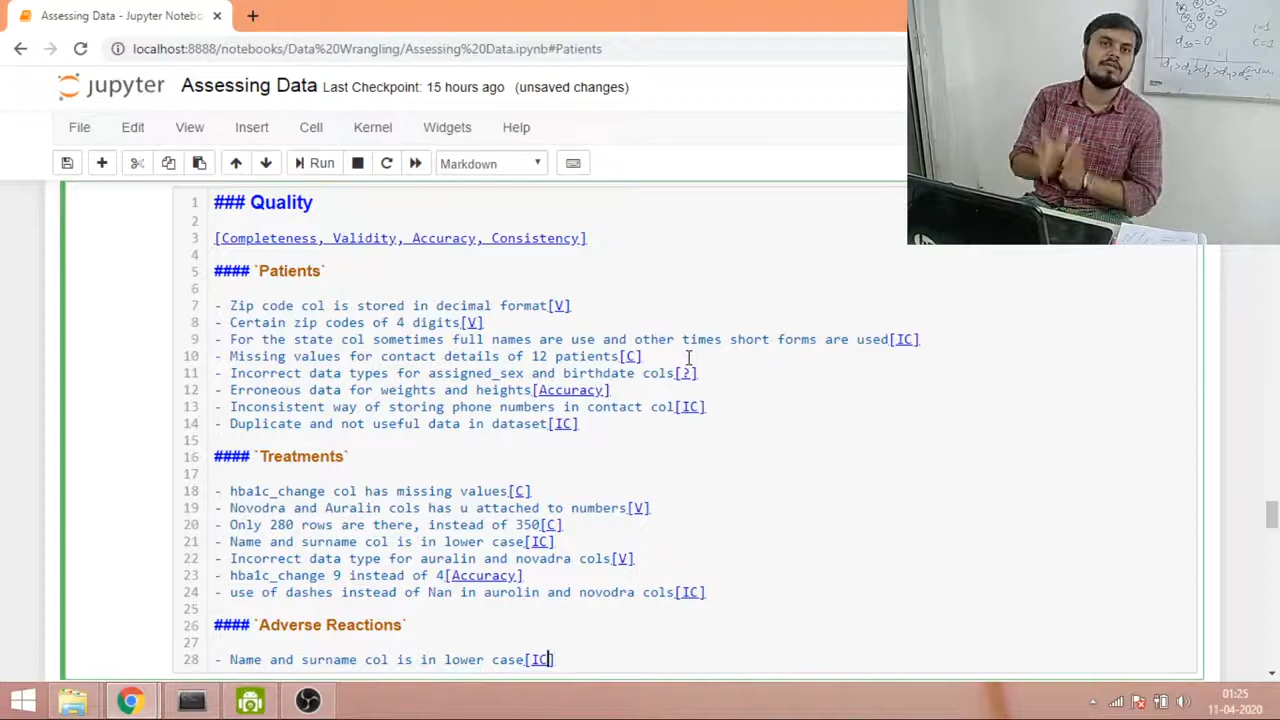 Assessing Data - Jupyter Notebo
localhost:8888/notebooks/Data%20Wrangling/Assessing%20Data.ipynb#Patients
jupyter Assessing Data Last Checkpoint: 15 hours ago (unsaved changes)
File Edit View Insert Cell Kernel Widgets Help
Run Markdown
1 ### Quality
2
3 [Completeness, Validity, Accuracy, Consistency]
4
5 #### `Patients`
6
7 - Zip code col is stored in decimal format[V]
8 - Certain zip codes of 4 digits[V]
9 - For the state col sometimes full names are use and other times short forms are used[IC]
10 - Missing values for contact details of 12 patients[C]
11 - Incorrect data types for assigned_sex and birthdate cols[?]
12 - Erroneous data for weights and heights[Accuracy]
13 - Inconsistent way of storing phone numbers in contact col[IC]
14 - Duplicate and not useful data in dataset[IC]
15
16 #### `Treatments`
17
18 - hba1c_change col has missing values[C]
19 - Novodra and Auralin cols has u attached to numbers[V]
20 - Only 280 rows are there, instead of 350[C]
21 - Name and surname col is in lower case[IC]
22 - Incorrect data type for auralin and novadra cols[V]
23 - hba1c_change 9 instead of 4[Accuracy]
24 - use of dashes instead of Nan in aurolin and novodra cols[IC]
25
26 #### `Adverse Reactions`
27
28 - Name and surname col is in lower case[IC]
01:25
11-04-2020